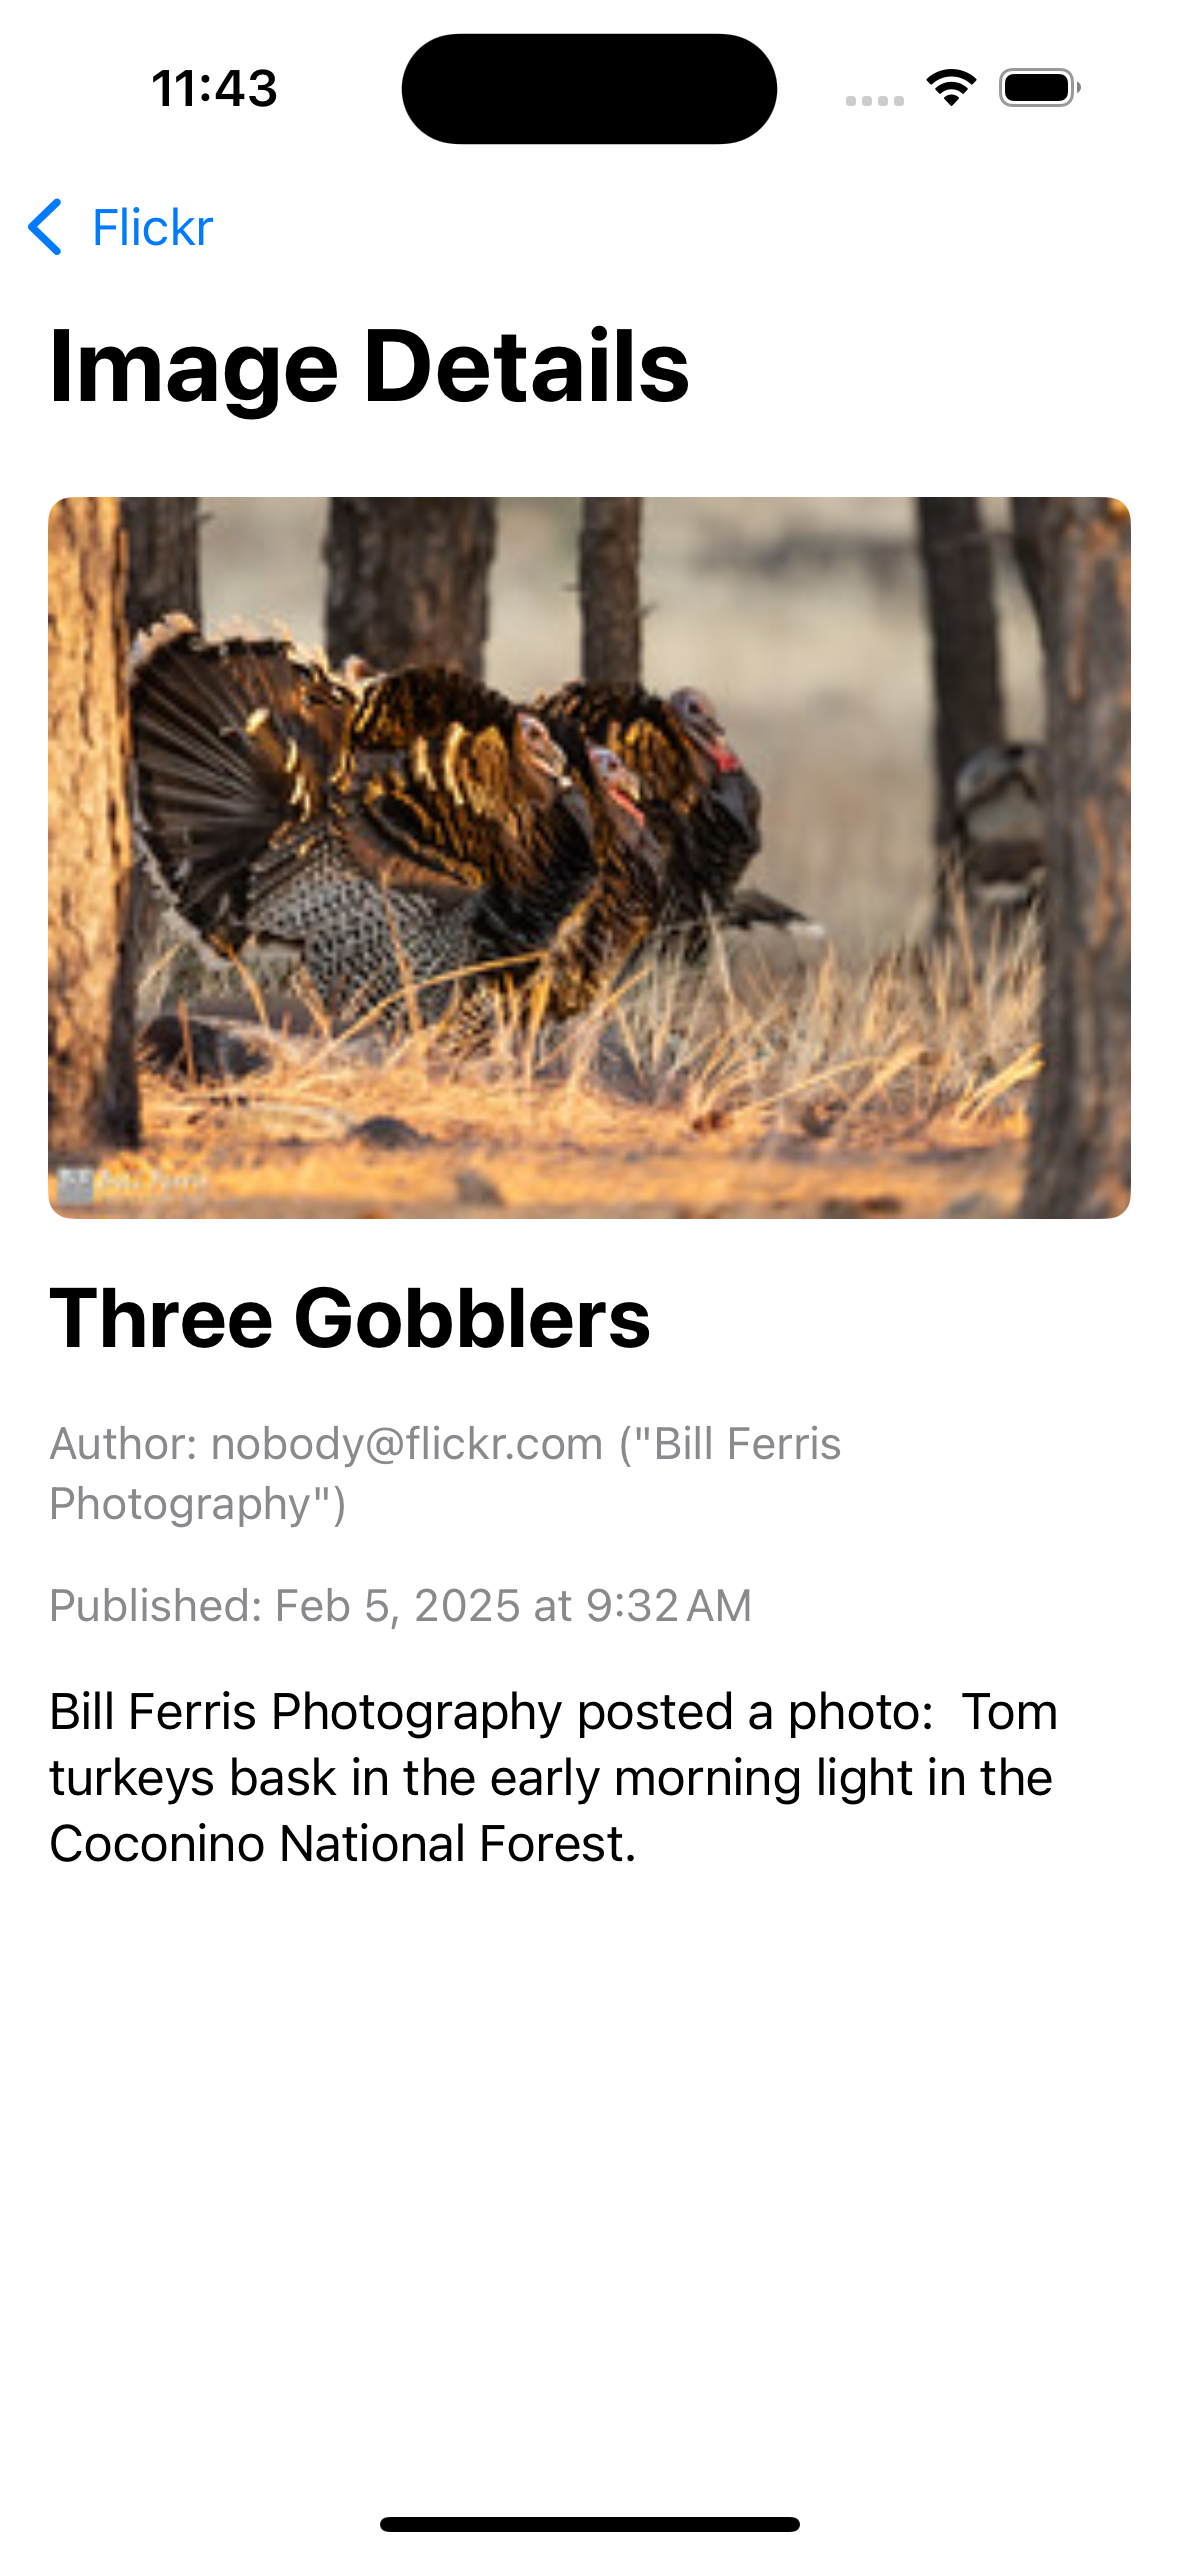 11:43
Flickr
Image Details
Three Gobblers
Author: nobody@flickr.com ("Bill Ferris
Photography")
Published: Feb 5, 2025 at 9:32 AM
Bill Ferris Photography posted a photo:  Tom
turkeys bask in the early morning light in the
Coconino National Forest.